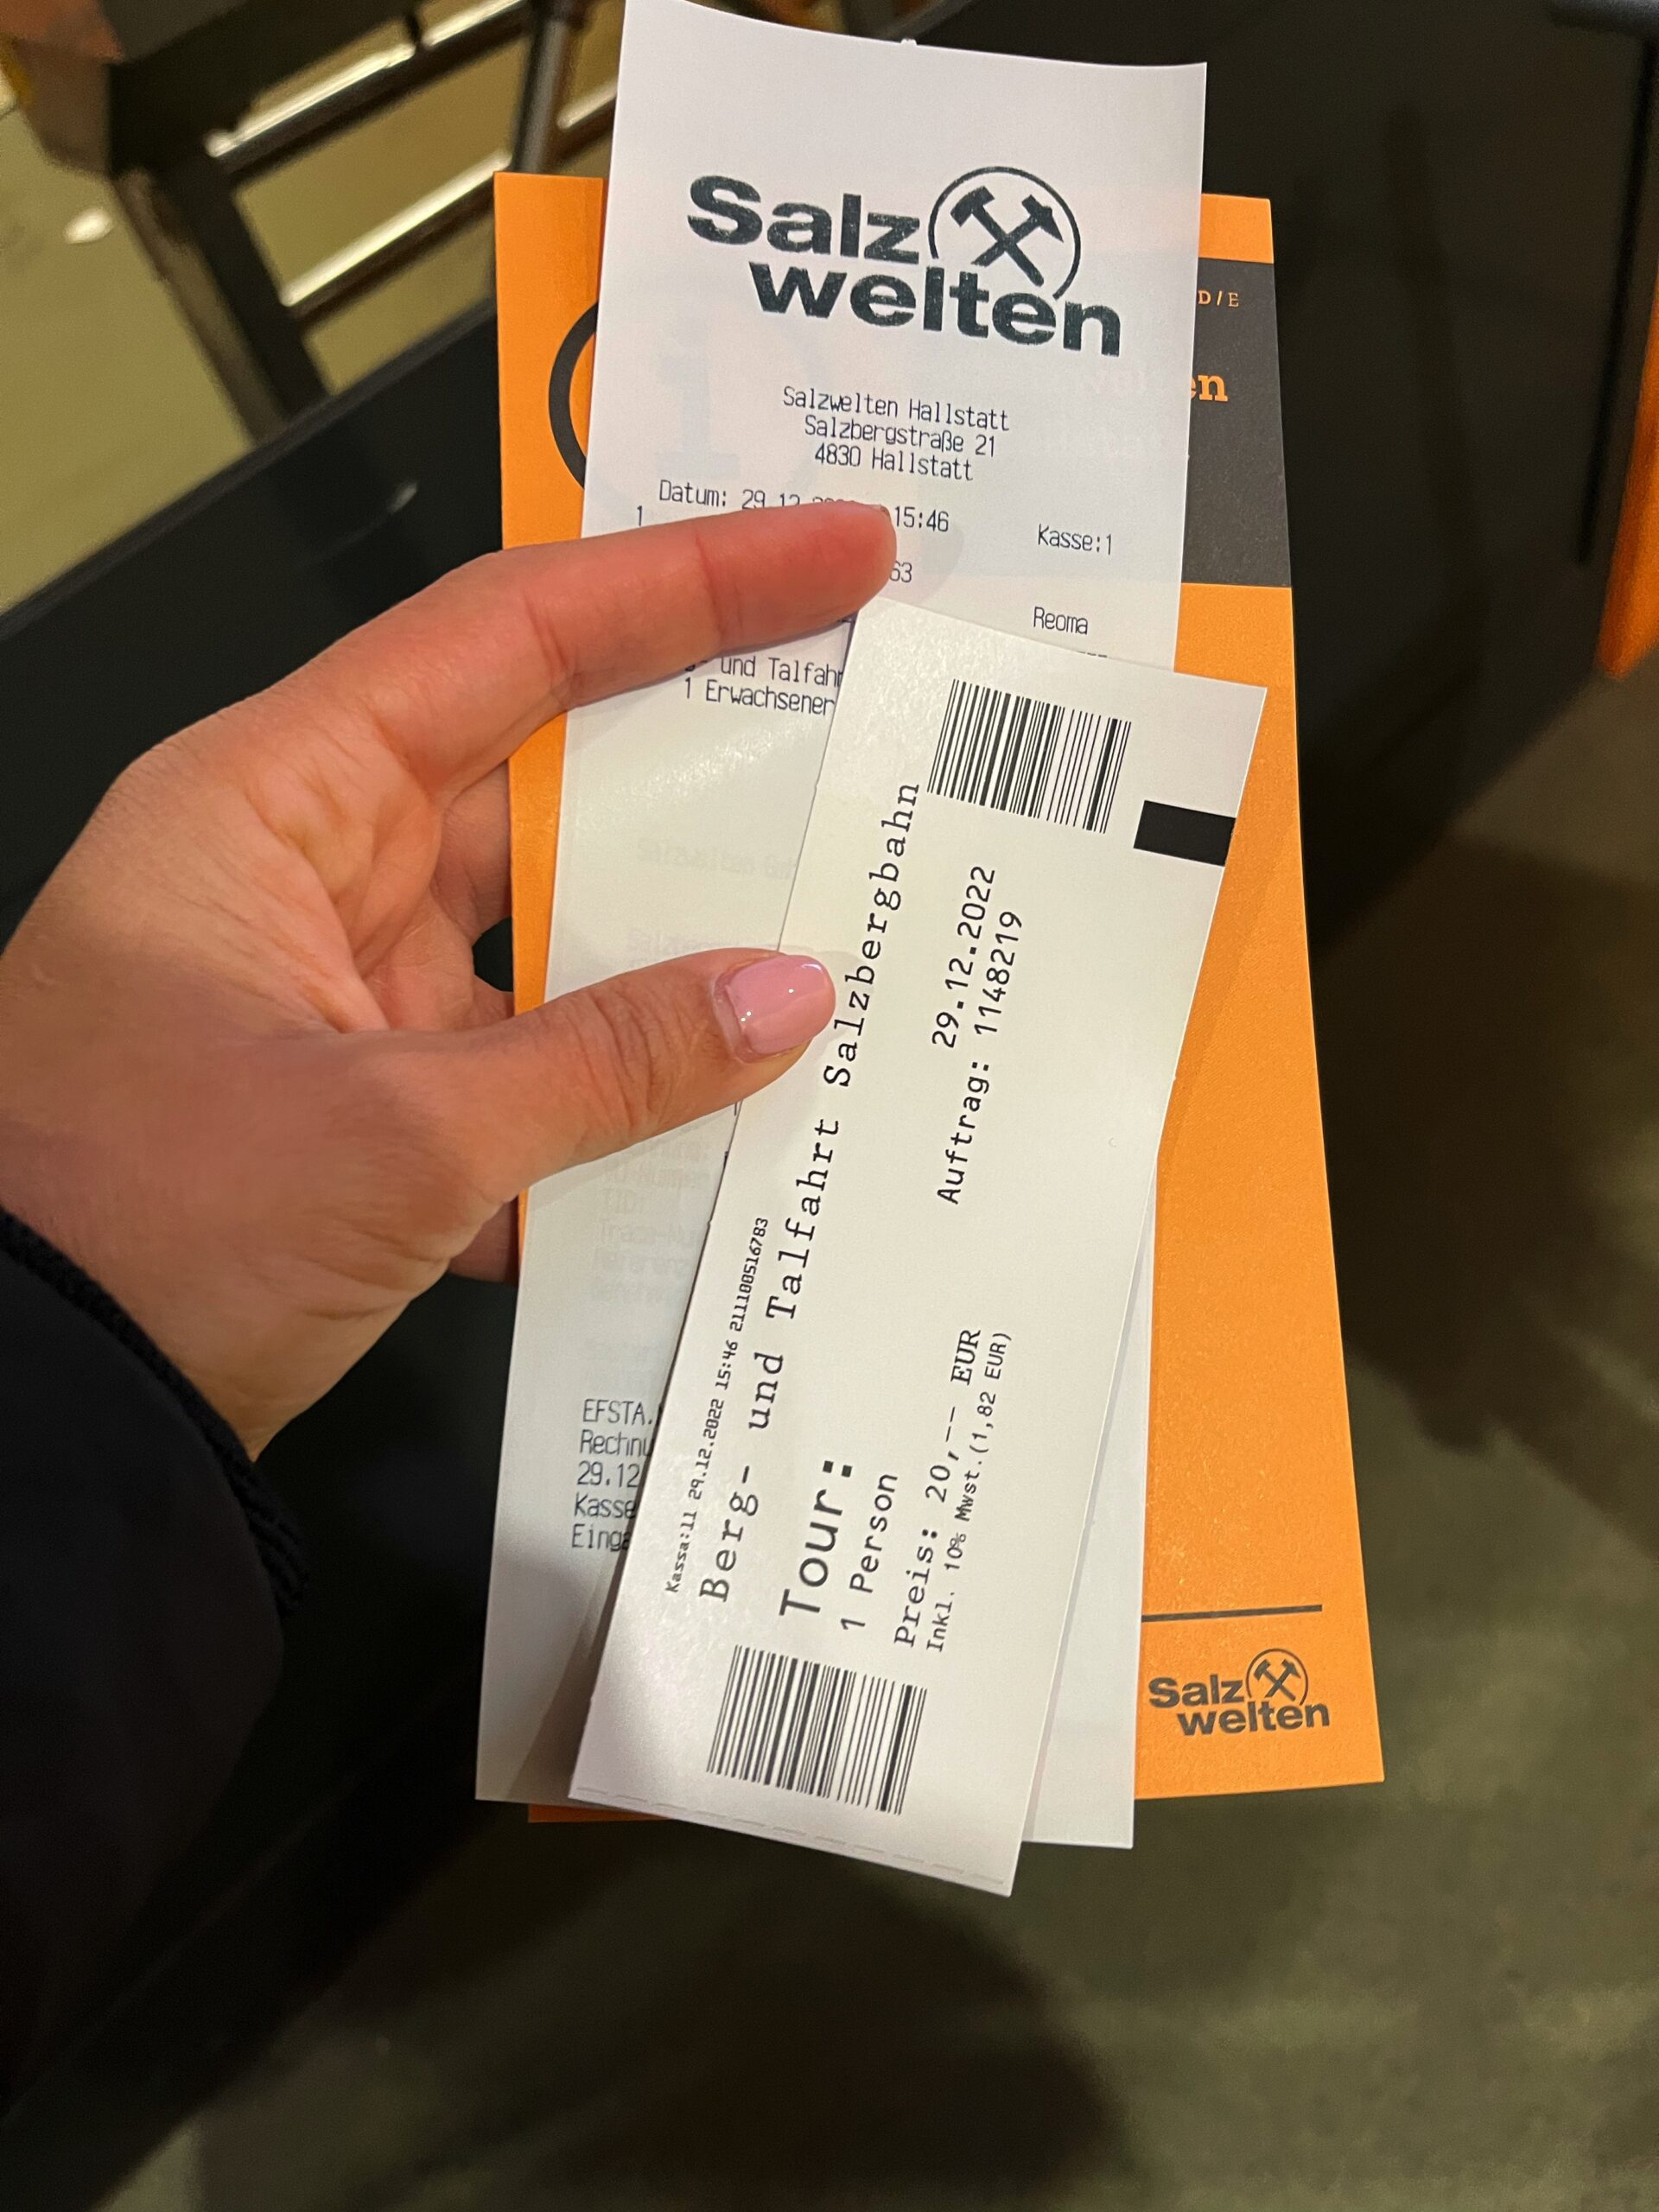 Salz
welten
Salzwelten Hallstatt
Salzbergstraße 21
4830 Hallstatt
Datum: 29.12 15:46 Kasse:1
1
63
Reoma
und Talfahr
1 Erwachsener
EFSTA.
Rechnu
29.12
Kasse
Einga
Kassa:11 29.12.2022 15:46 211100516783
Berg- und Talfahrt Salzbergbahn
Tour:
1 Person
Preis: 20,-- EUR
Inkl. 10% Mwst.(1,82 EUR)
29.12.2022
Auftrag: 1148219
D/E
en
Salz
welten